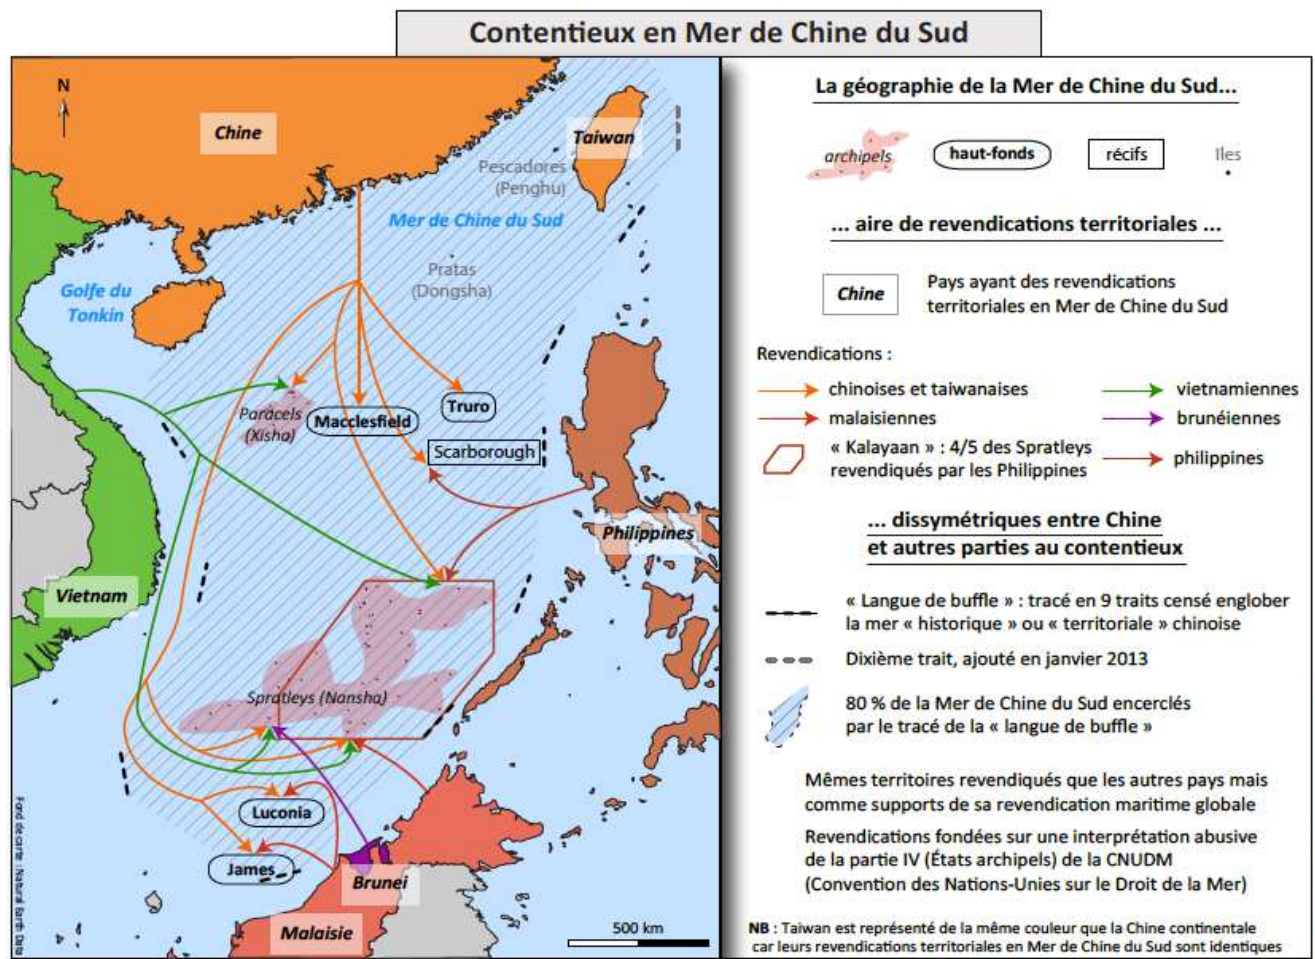 Contentieux en Mer de Chine du Sud
N
Chine
Taiwan
Pescadores
(Penghu)
Mer de Chine du Sud
Pratas
(Dongsha)
Golfe du
Tonkin
Paracels
(Xisha)
Macclesfield
Truro
Scarborough
Philippines
Vietnam
Spratleys (Nansha)
Luconia
James
Brunei
Malaisie
500 km
Fond de carte : Natural Earth Data
La géographie de la Mer de Chine du Sud...
archipels
haut-fonds
récifs
îles
... aire de revendications territoriales ...
Chine
Pays ayant des revendications
territoriales en Mer de Chine du Sud
Revendications :
chinoises et taiwanaises
vietnamiennes
malaisiennes
brunéiennes
« Kalayaan » : 4/5 des Spratleys
revendiqués par les Philippines
philippines
... dissymétriques entre Chine
et autres parties au contentieux
« Langue de buffle » : tracé en 9 traits censé englober
la mer « historique » ou « territoriale » chinoise
Dixième trait, ajouté en janvier 2013
80 % de la Mer de Chine du Sud encerclés
par le tracé de la « langue de buffle »
Mêmes territoires revendiqués que les autres pays mais
comme supports de sa revendication maritime globale
Revendications fondées sur une interprétation abusive
de la partie IV (États archipels) de la CNUDM
(Convention des Nations-Unies sur le Droit de la Mer)
NB : Taiwan est représenté de la même couleur que la Chine continentale
car leurs revendications territoriales en Mer de Chine du Sud sont identiques